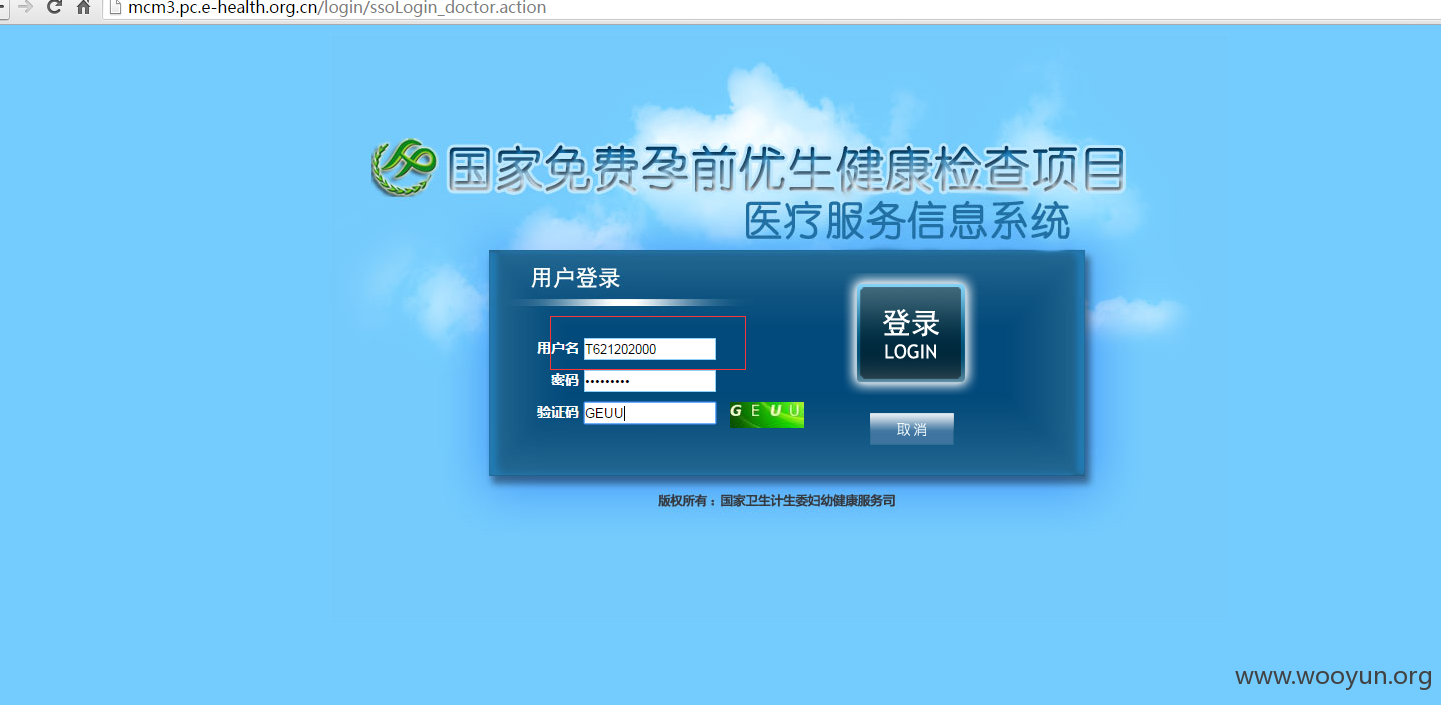 mcm3.pc.e-health.org.cn/login/ssoLogin_doctor.action
国家免费孕前优生健康检查项目
医疗服务信息系统
用户登录
用户名 T621202000
密码 •••••••••
验证码 GEUU GEUU
登录
LOGIN
取消
版权所有：国家卫生计生委妇幼健康服务司
www.wooyun.org